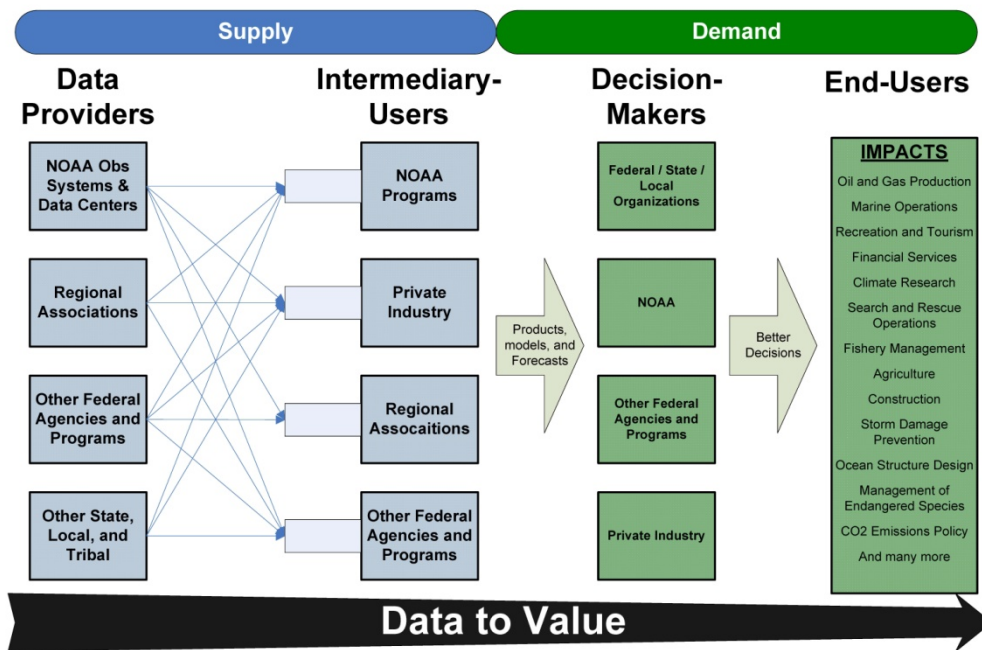 Supply
Demand
Data
Providers
Intermediary-
Users
Decision-
Makers
End-Users
NOAA Obs
Systems &
Data Centers
Regional
Associations
Other Federal
Agencies and
Programs
Other State,
Local, and
Tribal
NOAA
Programs
Private
Industry
Regional
Assocaitions
Other Federal
Agencies and
Programs
Products,
models, and
Forecasts
Federal / State /
Local
Organizations
NOAA
Other Federal
Agencies and
Programs
Private Industry
Better
Decisions
IMPACTS
Oil and Gas Production
Marine Operations
Recreation and Tourism
Financial Services
Climate Research
Search and Rescue
Operations
Fishery Management
Agriculture
Construction
Storm Damage
Prevention
Ocean Structure Design
Management of
Endangered Species
CO2 Emissions Policy
And many more
Data to Value